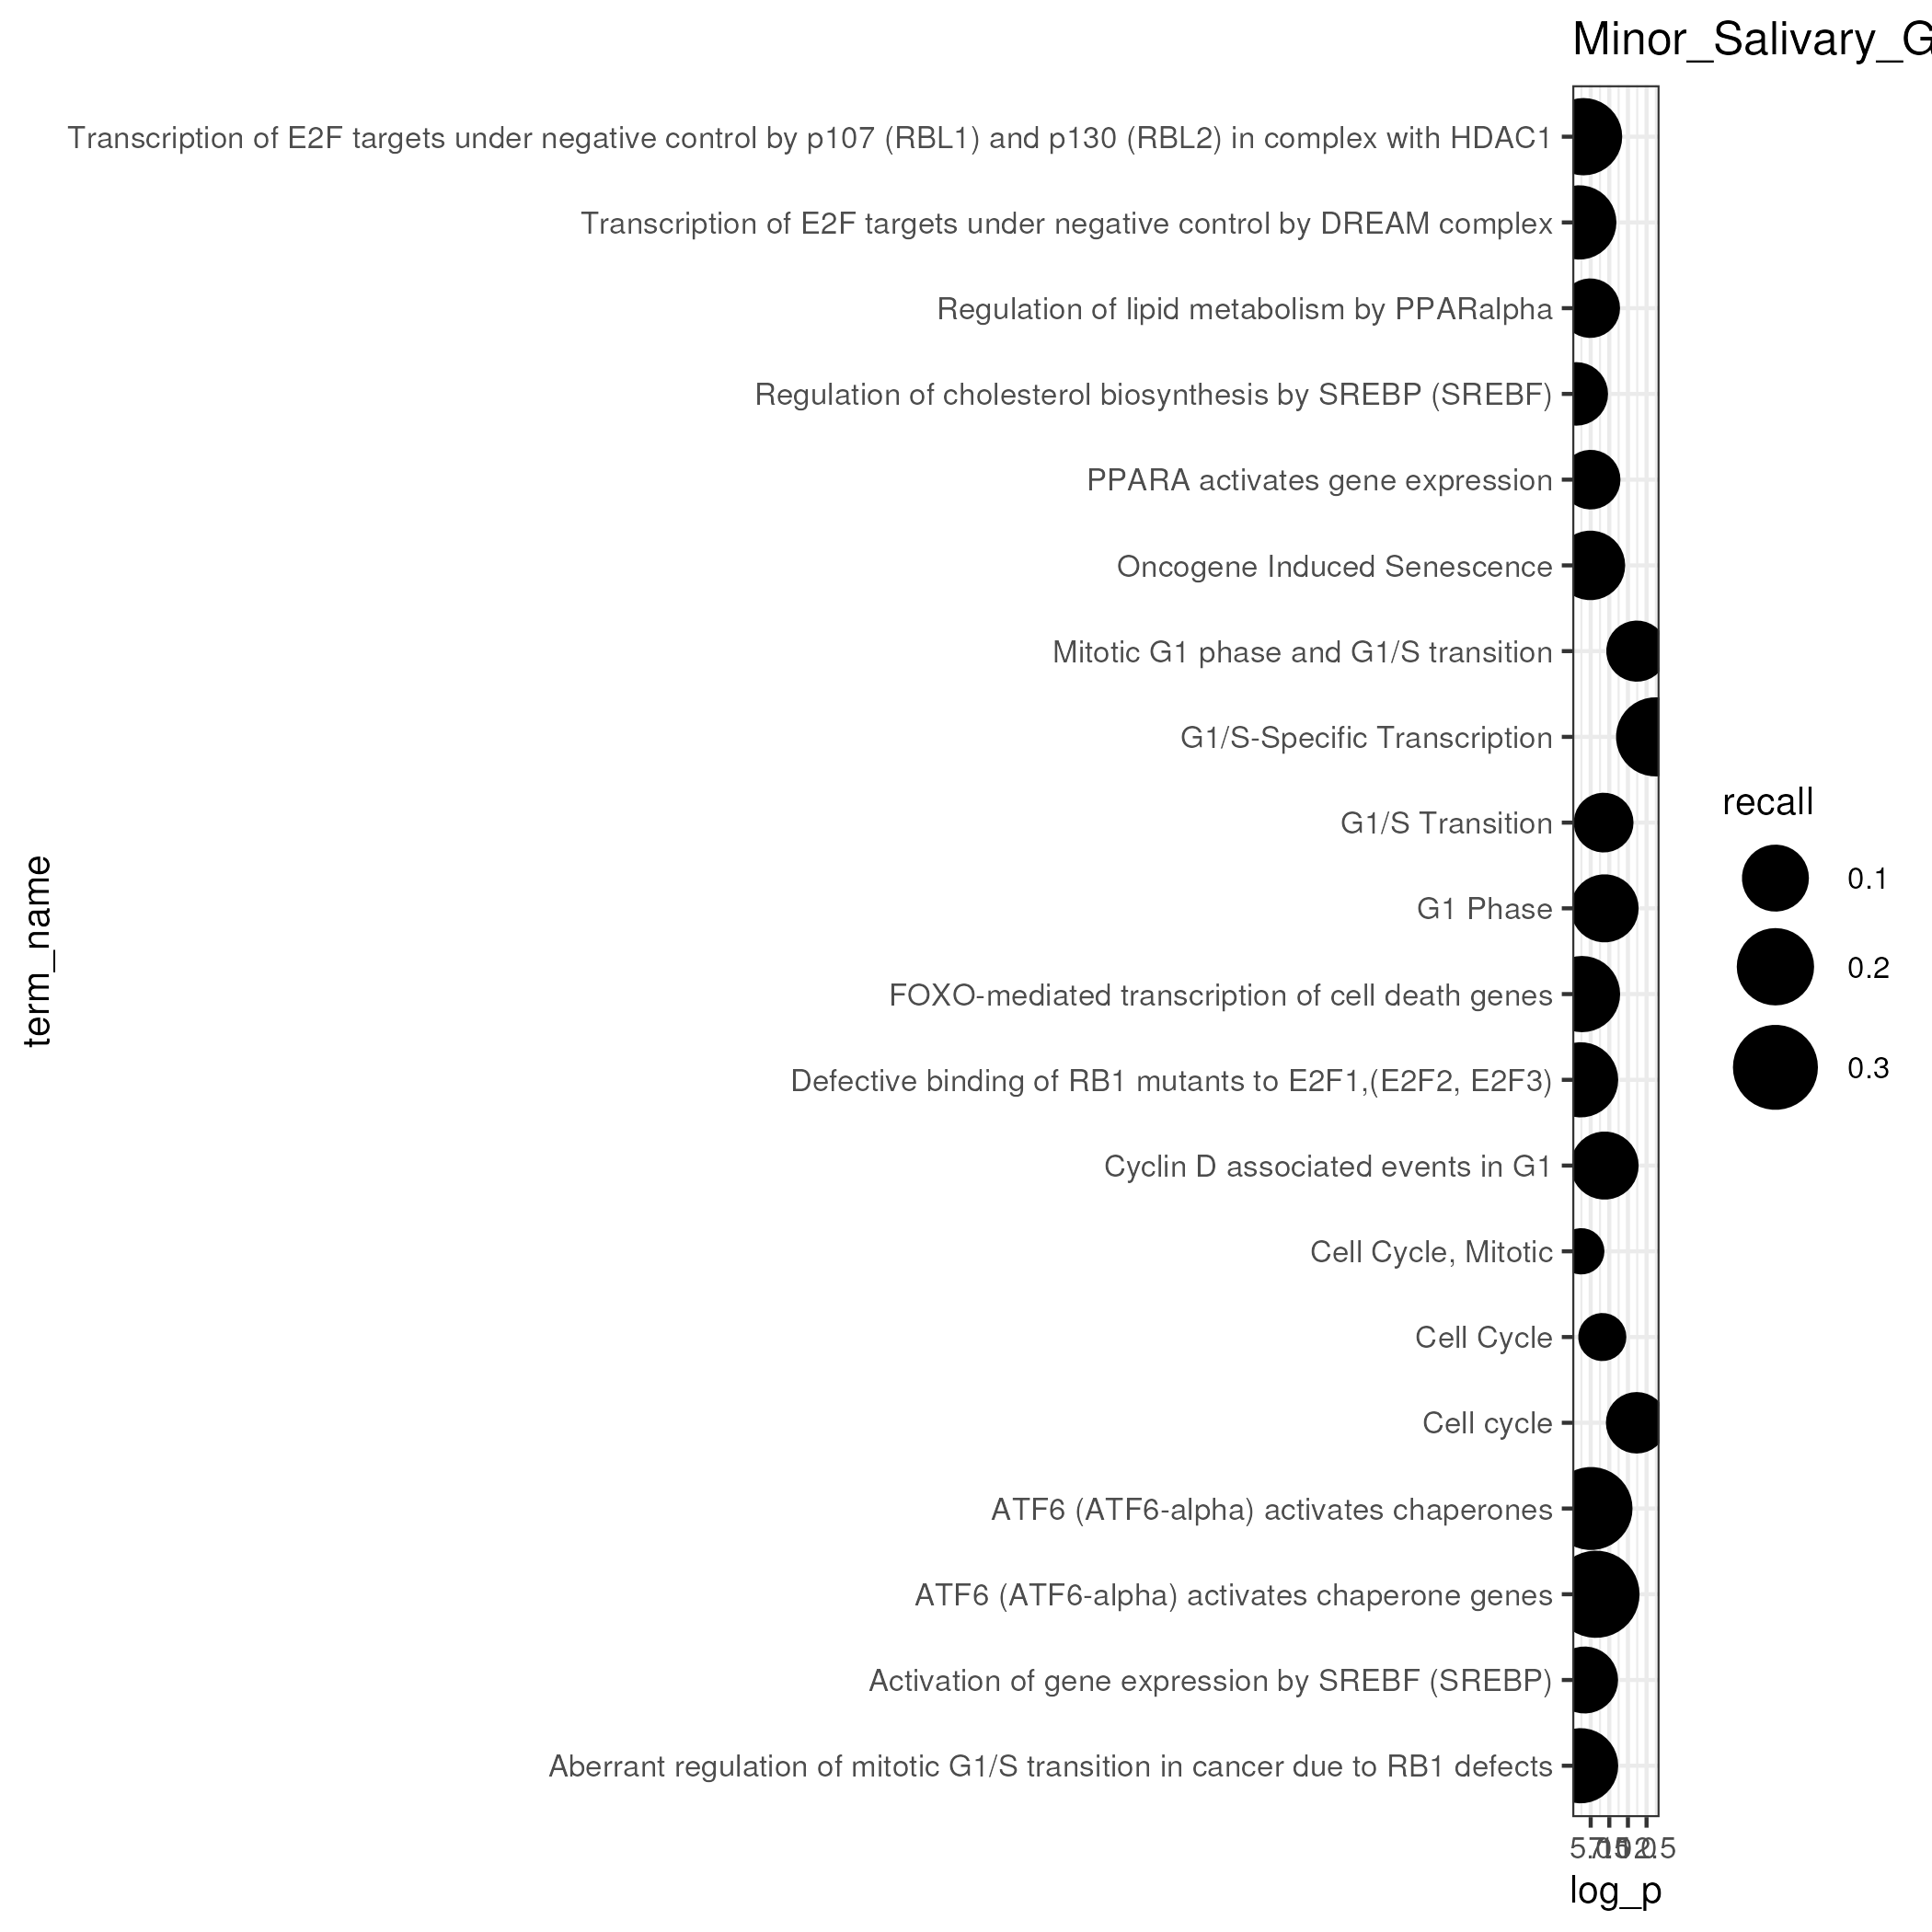 Minor_Salivary_G
Transcription of E2F targets under negative control by p107 (RBL1) and p130 (RBL2) in complex with HDAC1
Transcription of E2F targets under negative control by DREAM complex
Regulation of lipid metabolism by PPARalpha
Regulation of cholesterol biosynthesis by SREBP (SREBF)
PPARA activates gene expression
Oncogene Induced Senescence
Mitotic G1 phase and G1/S transition
G1/S-Specific Transcription
G1/S Transition
G1 Phase
FOXO-mediated transcription of cell death genes
Defective binding of RB1 mutants to E2F1,(E2F2, E2F3)
Cyclin D associated events in G1
Cell Cycle, Mitotic
Cell Cycle
Cell cycle
ATF6 (ATF6-alpha) activates chaperones
ATF6 (ATF6-alpha) activates chaperone genes
Activation of gene expression by SREBF (SREBP)
Aberrant regulation of mitotic G1/S transition in cancer due to RB1 defects
term_name
log_p
recall
0.1
0.2
0.3